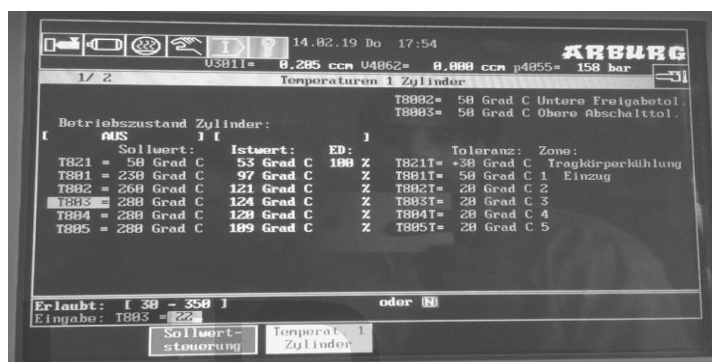 14.02.19 Do 17:54
ARBURG
V301I= 0,205 ccm V4062= 0,000 ccm p4055= 158 bar
1/ 2 Temperaturen 1 Zylinder
T8002= 50 Grad C Untere Freigabetol.
T8003= 50 Grad C Obere Abschalttol.
Betriebszustand Zylinder:
[ AUS ] [ ]
Sollwert: Istwert: ED: Toleranz: Zone:
T821 = 50 Grad C 53 Grad C 100 % T821T= +30 Grad C Tragkörperkühlung
T801 = 230 Grad C 97 Grad C % T801T= 50 Grad C 1 Einzug
T802 = 260 Grad C 121 Grad C % T802T= 20 Grad C 2
T803 = 280 Grad C 124 Grad C % T803T= 20 Grad C 3
T804 = 280 Grad C 120 Grad C % T804T= 20 Grad C 4
T805 = 280 Grad C 109 Grad C % T805T= 20 Grad C 5
Erlaubt: [ 30 - 350 ] oder N
Eingabe: T803 = 22
Sollwert-
steuerung
Temperat. 1
Zylinder